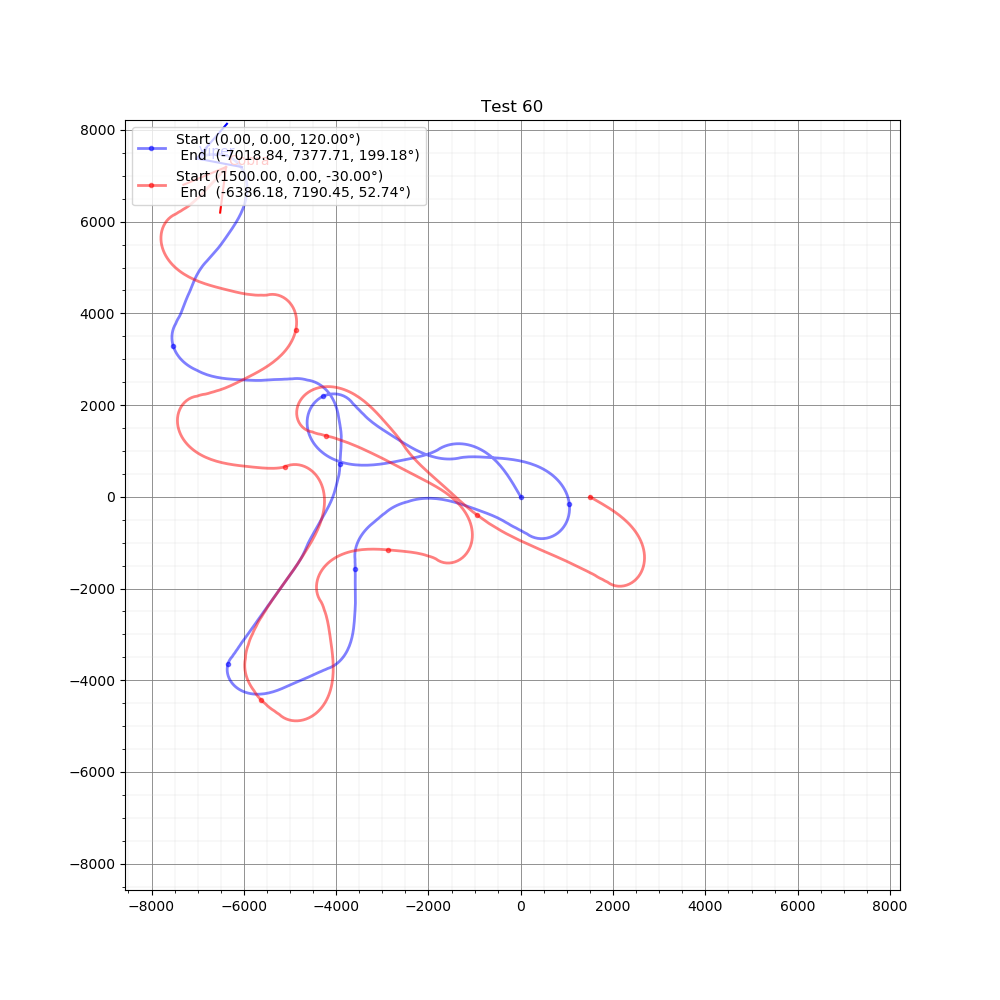 Test 60
Start (0.00, 0.00, 120.00°)
End  (-7018.84, 7377.71, 199.18°)
Start (1500.00, 0.00, -30.00°)
End  (-6386.18, 7190.45, 52.74°)
8000
6000
4000
2000
0
−2000
−4000
−6000
−8000
−8000 −6000 −4000 −2000 0 2000 4000 6000 8000